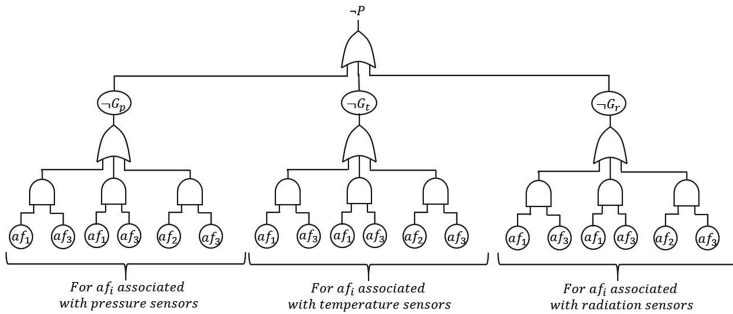 ¬P
¬G_p ¬G_t ¬G_r
af_1 af_3 af_1 af_3 af_2 af_3 af_1 af_3 af_1 af_3 af_2 af_3 af_1 af_3 af_1 af_3 af_2 af_3
For af_i associated
with pressure sensors
For af_i associated
with temperature sensors
For af_i associated
with radiation sensors